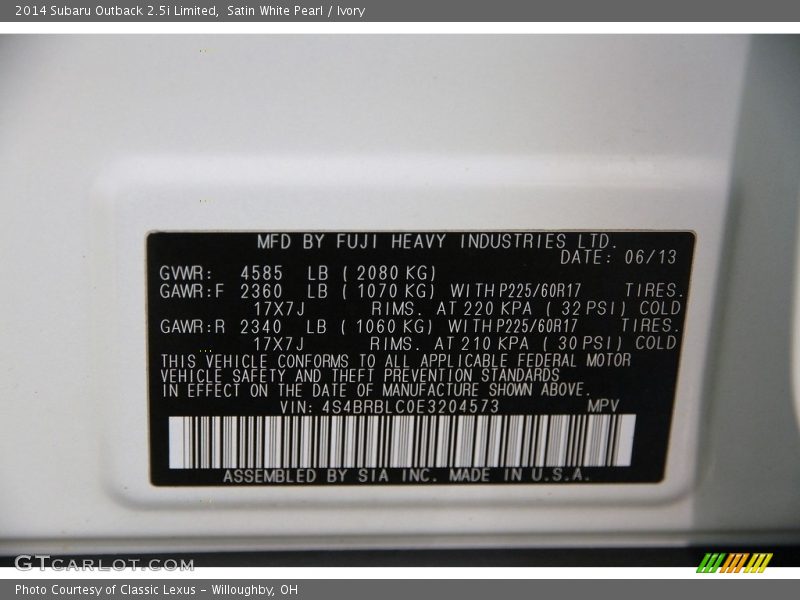 2014 Subaru Outback 2.5i Limited, Satin White Pearl / Ivory
MFD BY FUJI HEAVY INDUSTRIES LTD.
DATE: 06/13
GVWR: 4585 LB ( 2080 KG)
GAWR:F 2360 LB ( 1070 KG) WITH P225/60R17 TIRES.
17X7J RIMS. AT 220 KPA ( 32 PSI) COLD
GAWR:R 2340 LB ( 1060 KG) WITH P225/60R17 TIRES.
17X7J RIMS. AT 210 KPA ( 30 PSI) COLD
THIS VEHICLE CONFORMS TO ALL APPLICABLE FEDERAL MOTOR
VEHICLE SAFETY AND THEFT PREVENTION STANDARDS
IN EFFECT ON THE DATE OF MANUFACTURE SHOWN ABOVE.
VIN: 4S4BRBLC0E3204573 MPV
ASSEMBLED BY SIA INC. MADE IN U.S.A.
GTCARLOT.COM
Photo Courtesy of Classic Lexus - Willoughby, OH